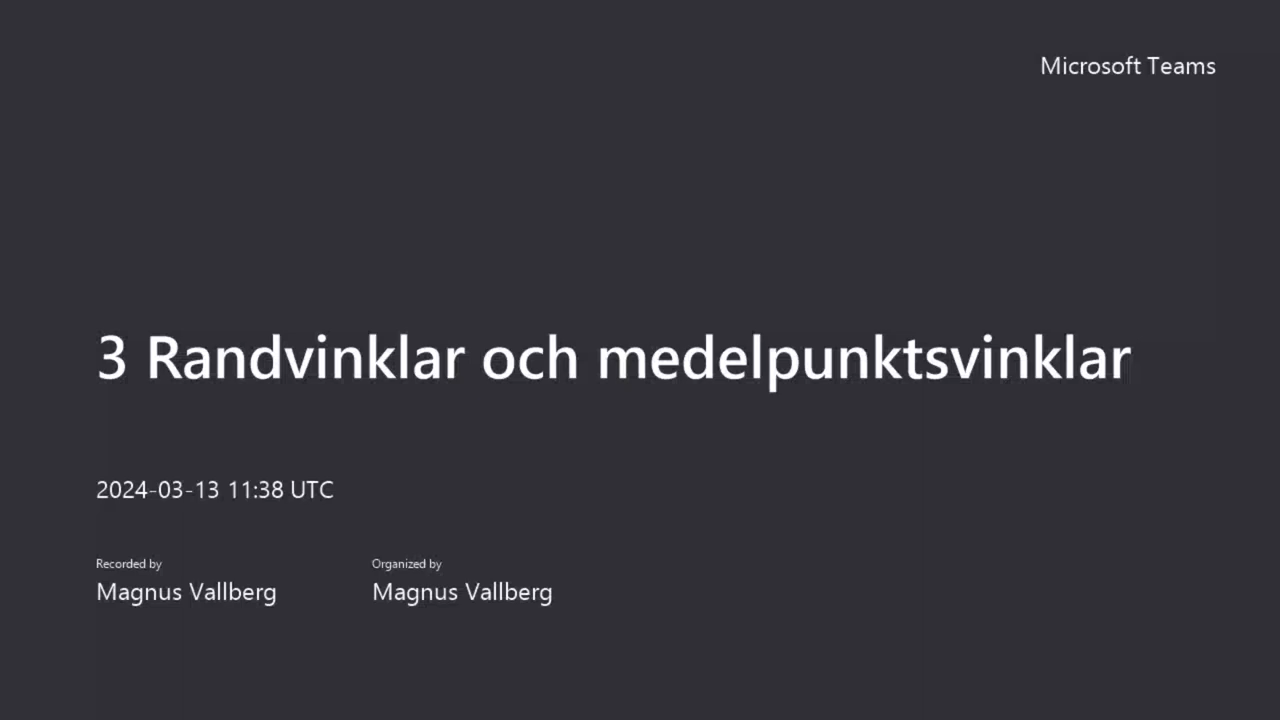 Microsoft Teams
3 Randvinklar och medelpunktsvinklar
2024-03-13 11:38 UTC
Recorded by
Magnus Vallberg
Organized by
Magnus Vallberg